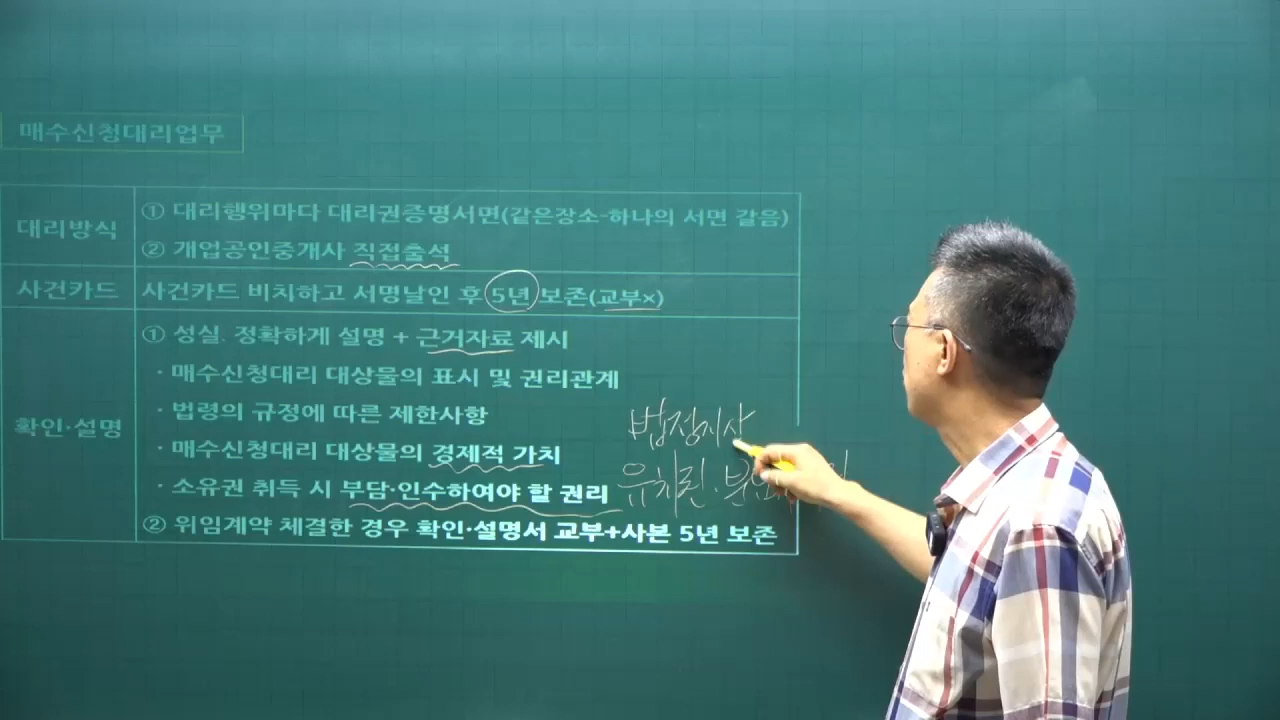 매수신청대리업무
대리방식
① 대리행위마다 대리권증명서면(같은장소-하나의 서면 갈음)
② 개업공인중개사 직접출석
사건카드
사건카드 비치하고 서명날인 후 5년 보존(교부×)
확인·설명
① 성실. 정확하게 설명 + 근거자료 제시
· 매수신청대리 대상물의 표시 및 권리관계
· 법령의 규정에 따른 제한사항
· 매수신청대리 대상물의 경제적 가치
· 소유권 취득 시 부담·인수하여야 할 권리
② 위임계약 체결한 경우 확인·설명서 교부+사본 5년 보존
법정지상
유치권·